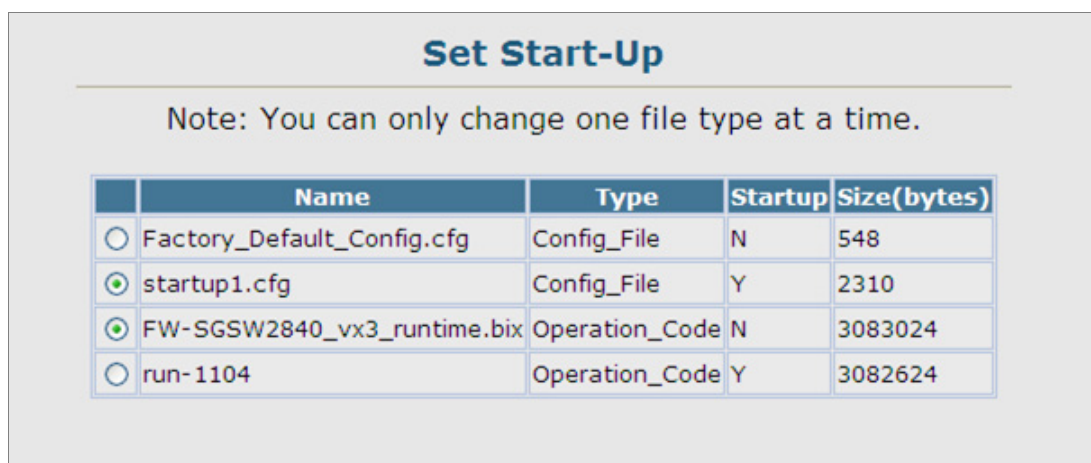 Set Start-Up
Note: You can only change one file type at a time.
Name Type Startup Size(bytes)
Factory_Default_Config.cfg Config_File N 548
startup1.cfg Config_File Y 2310
FW-SGSW2840_vx3_runtime.bix Operation_Code N 3083024
run-1104 Operation_Code Y 3082624